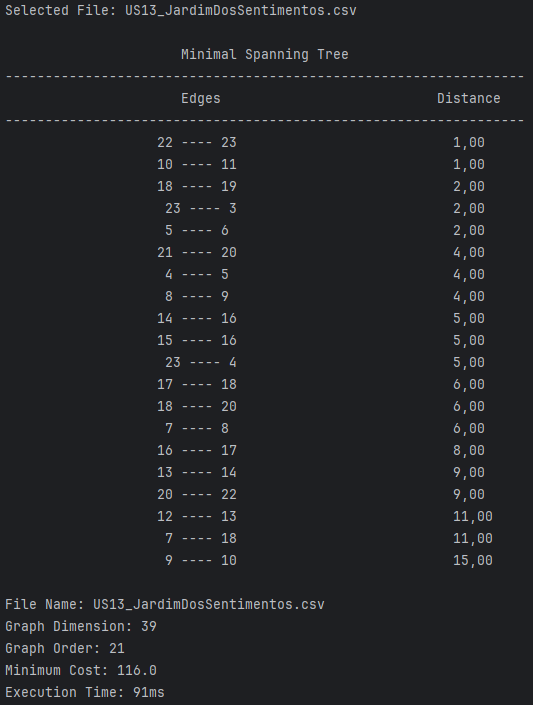 Selected File: US13_JardimDosSentimentos.csv
Minimal Spanning Tree
-----------------------------------------------------------------
Edges Distance
-----------------------------------------------------------------
22 ---- 23 1,00
10 ---- 11 1,00
18 ---- 19 2,00
23 ---- 3 2,00
5 ---- 6 2,00
21 ---- 20 4,00
4 ---- 5 4,00
8 ---- 9 4,00
14 ---- 16 5,00
15 ---- 16 5,00
23 ---- 4 5,00
17 ---- 18 6,00
18 ---- 20 6,00
7 ---- 8 6,00
16 ---- 17 8,00
13 ---- 14 9,00
20 ---- 22 9,00
12 ---- 13 11,00
7 ---- 18 11,00
9 ---- 10 15,00
File Name: US13_JardimDosSentimentos.csv
Graph Dimension: 39
Graph Order: 21
Minimum Cost: 116.0
Execution Time: 91ms